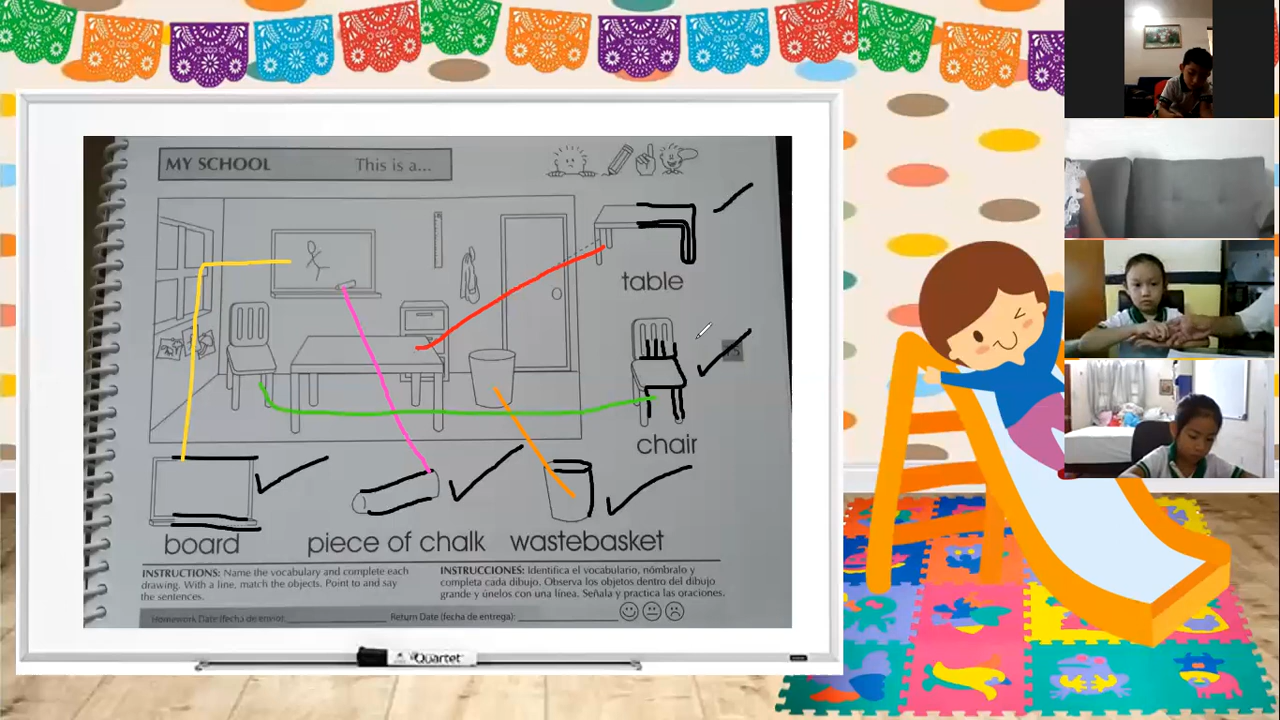 MY SCHOOL This is a...
table
chair
board piece of chalk wastebasket
INSTRUCTIONS: Name the vocabulary and complete each
drawing. With a line, match the objects. Point to and say
the sentences.
INSTRUCCIONES: Identifica el vocabulario, nómbralo y
completa cada dibujo. Observa los objetos dentro del dibujo
grande y únelos con una línea. Señala y practica las oraciones.
Homework Date (fecha de envío): Return Date (fecha de entrega):
Quartet